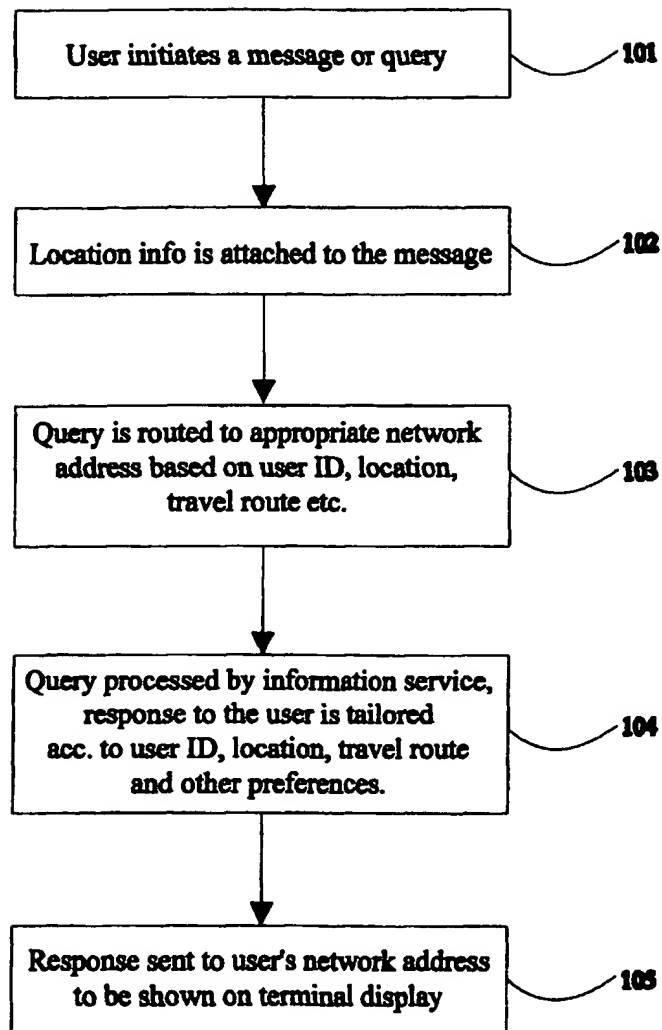 User initiates a message or query
101
Location info is attached to the message
102
Query is routed to appropriate network
address based on user ID, location,
travel route etc.
103
Query processed by information service,
response to the user is tailored
acc. to user ID, location, travel route
and other preferences.
104
Response sent to user's network address
to be shown on terminal display
105